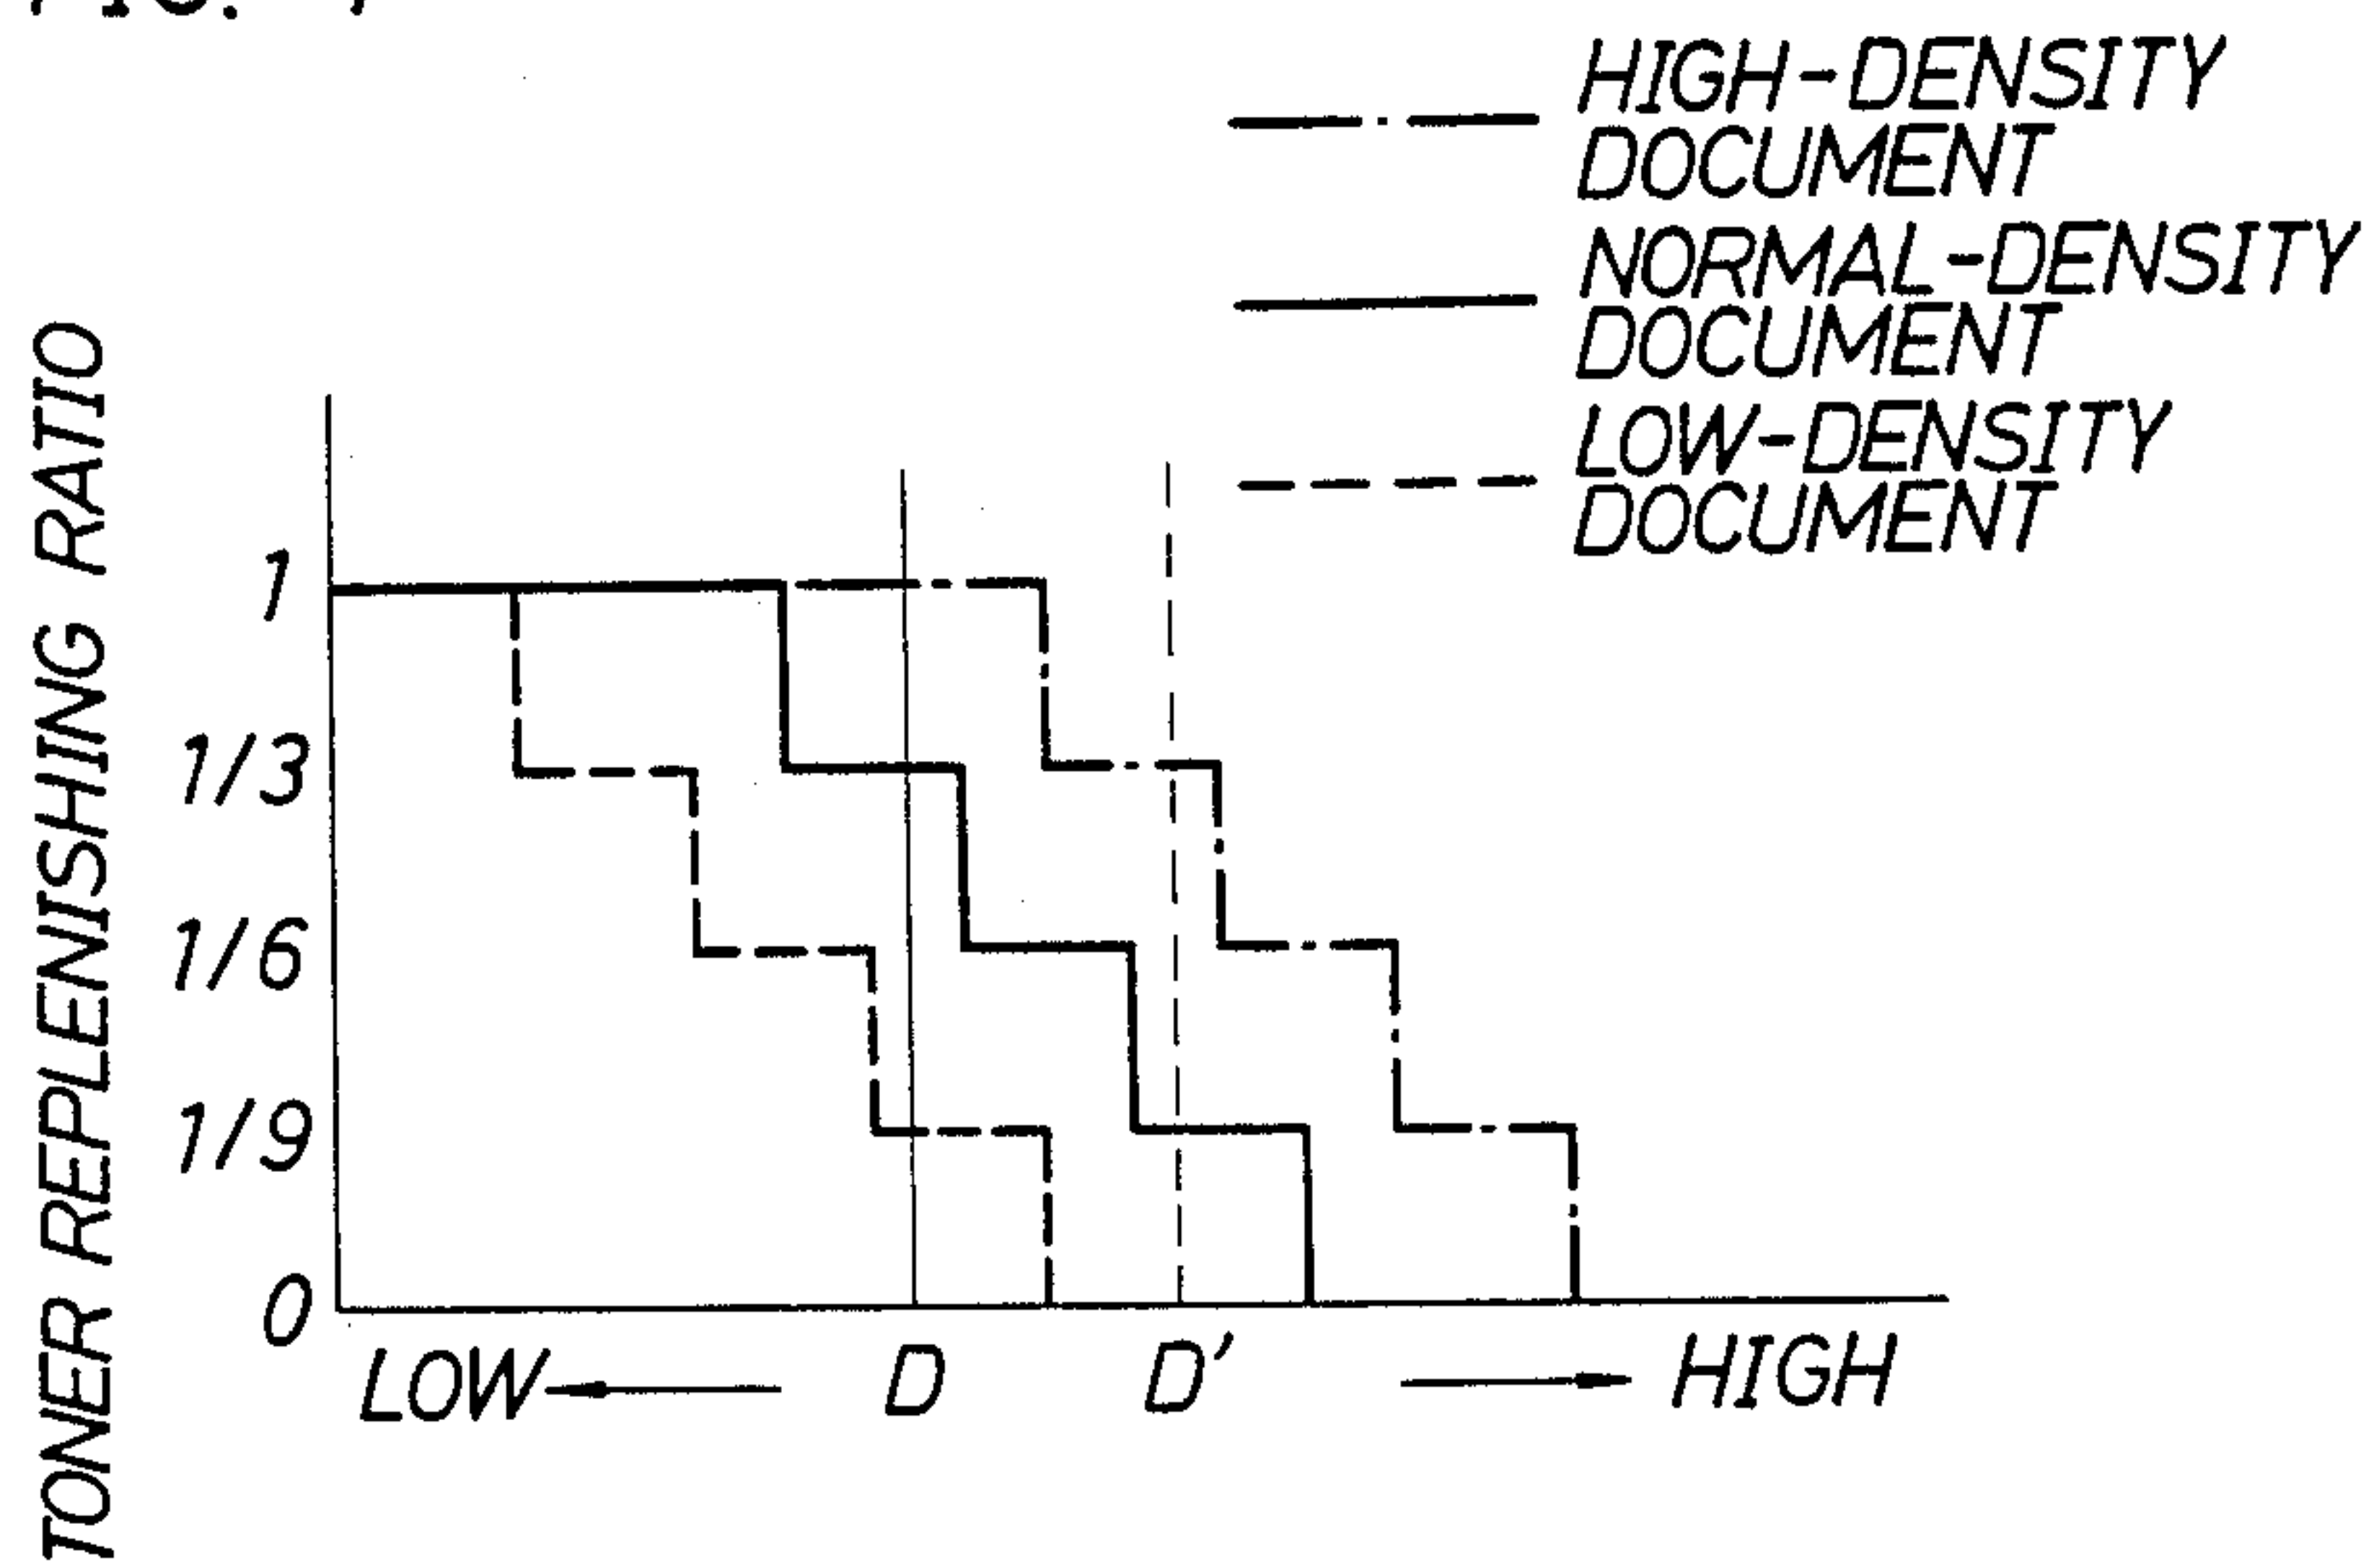 FIG.
HIGH-DENSITY
DOCUMENT
NORMAL-DENSITY
DOCUMENT
LOW-DENSITY
DOCUMENT
TONER REPLENISHING RATIO
1
1/3
1/6
1/9
0
LOW
D
D'
HIGH